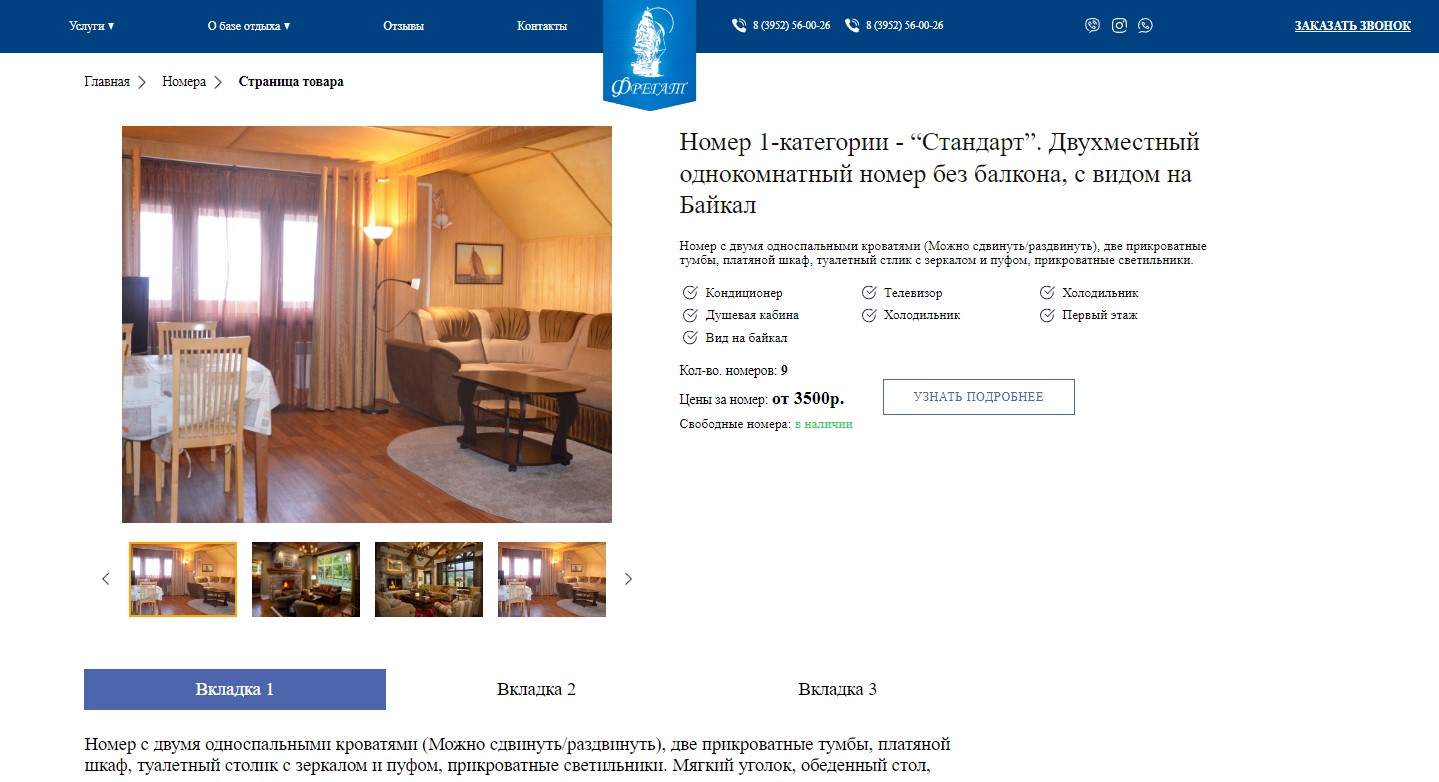 Услуги ▾ О базе отдыха ▾ Отзывы Контакты 8 (3952) 56-00-26 8 (3952) 56-00-26 ЗАКАЗАТЬ ЗВОНОК
ФРЕГАТ
Главная Номера Страница товара
Номер 1-категории - “Стандарт”. Двухместный
однокомнатный номер без балкона, с видом на
Байкал
Номер с двумя односпальными кроватями (Можно сдвинуть/раздвинуть), две прикроватные
тумбы, платяной шкаф, туалетный стлик с зеркалом и пуфом, прикроватные светильники.
Кондиционер Телевизор Холодильник
Душевая кабина Холодильник Первый этаж
Вид на байкал
Кол-во. номеров: 9
Цены за номер: от 3500р.
УЗНАТЬ ПОДРОБНЕЕ
Свободные номера: в наличии
Вкладка 1 Вкладка 2 Вкладка 3
Номер с двумя односпальными кроватями (Можно сдвинуть/раздвинуть), две прикроватные тумбы, платяной
шкаф, туалетный столик с зеркалом и пуфом, прикроватные светильники. Мягкий уголок, обеденный стол,